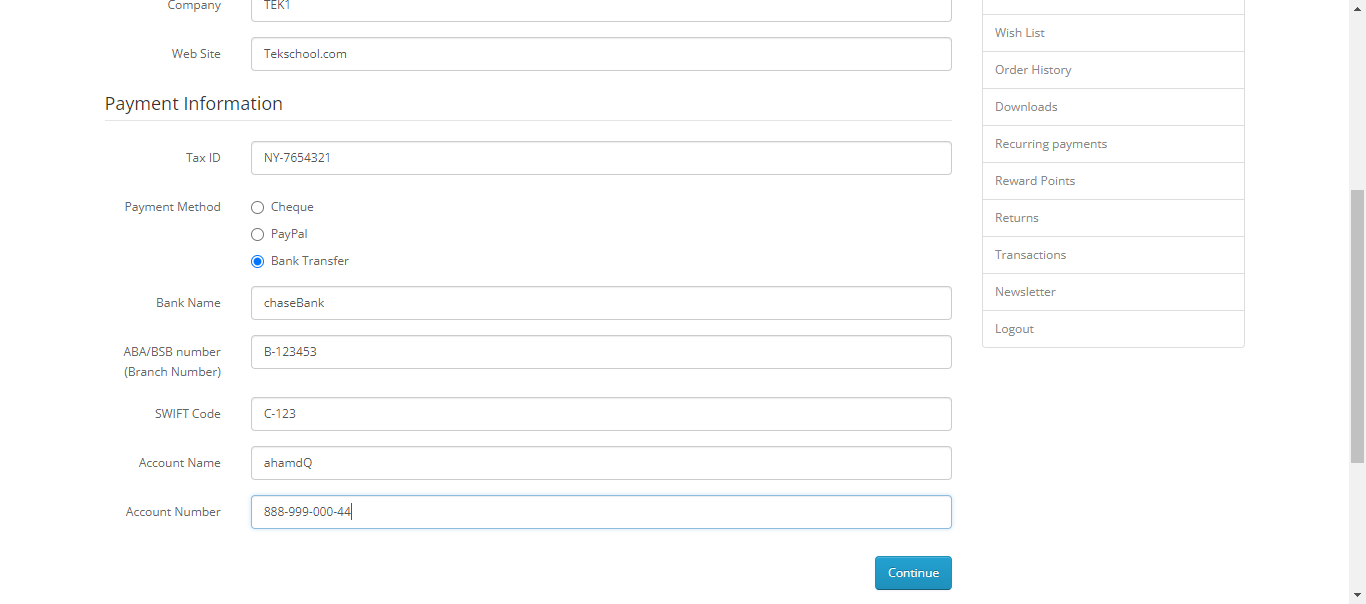 Company TEK1
Web Site Tekschool.com
Payment Information
Tax ID NY-7654321
Payment Method Cheque
PayPal
Bank Transfer
Bank Name chaseBank
ABA/BSB number B-123453
(Branch Number)
SWIFT Code C-123
Account Name ahamdQ
Account Number 888-999-000-44
Continue
Wish List
Order History
Downloads
Recurring payments
Reward Points
Returns
Transactions
Newsletter
Logout